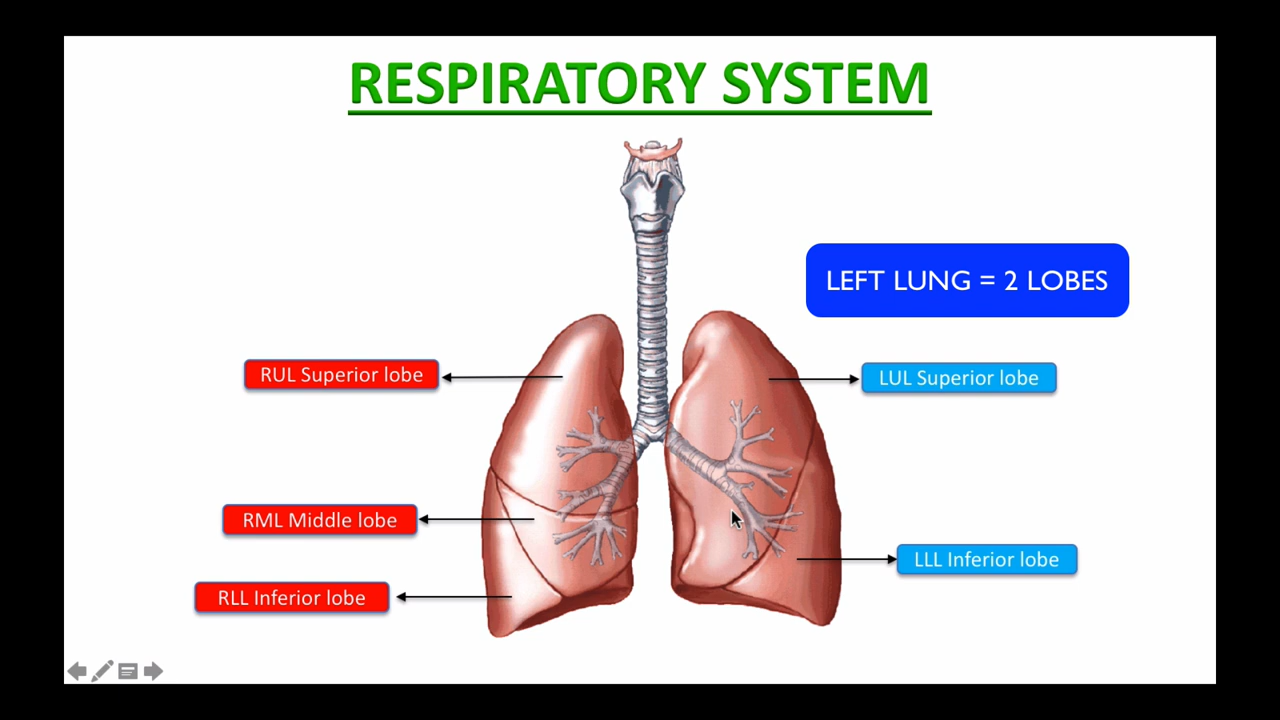 RESPIRATORY SYSTEM
LEFT LUNG = 2 LOBES
RUL Superior lobe
LUL Superior lobe
RML Middle lobe
LLL Inferior lobe
RLL Inferior lobe